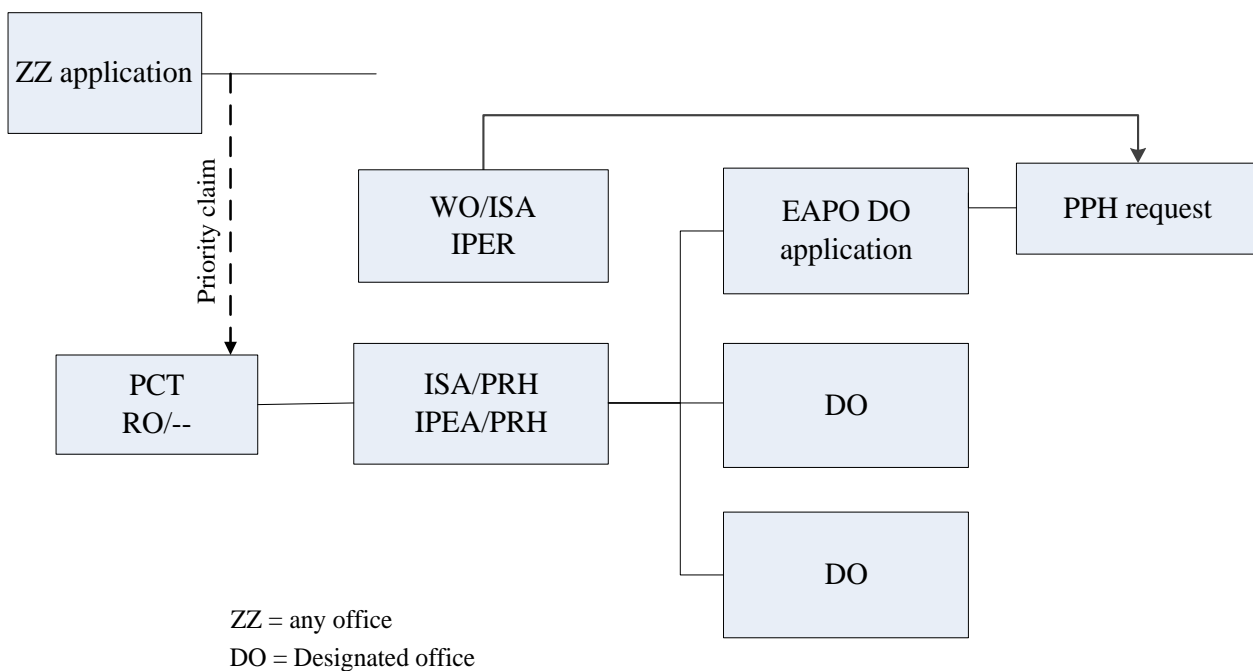 ZZ application
Priority claim
WO/ISA
IPER
EAPO DO
application
PPH request
PCT
RO/--
ISA/PRH
IPEA/PRH
DO
DO
ZZ = any office
DO = Designated office